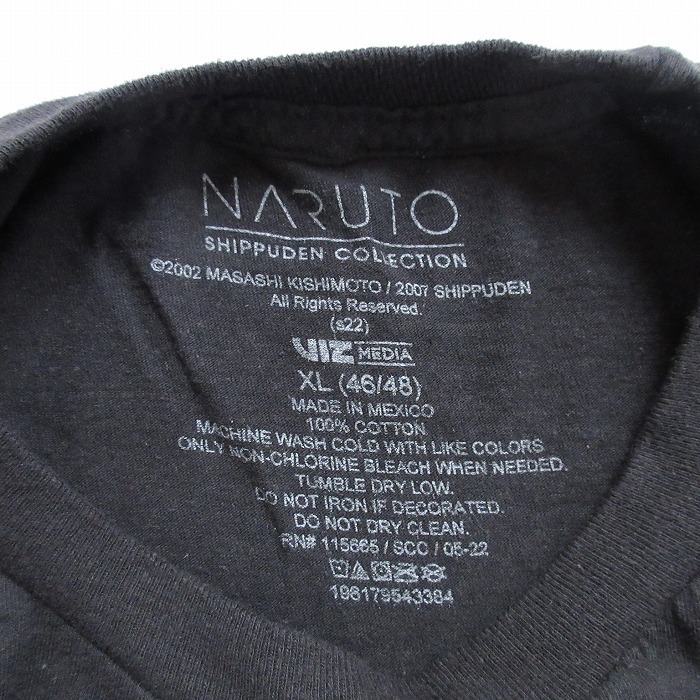 NARUTO
SHIPPUDEN COLLECTION
©2002 MASASHI KISHIMOTO / 2007 SHIPPUDEN
All Rights Reserved.
(s22)
VIZ MEDIA
XL (46/48)
MADE IN MEXICO
100% COTTON
MACHINE WASH COLD WITH LIKE COLORS
ONLY NON-CHLORINE BLEACH WHEN NEEDED.
TUMBLE DRY LOW.
DO NOT IRON IF DECORATED.
DO NOT DRY CLEAN.
RN# 115665 / SCC / 05-22
196179543384